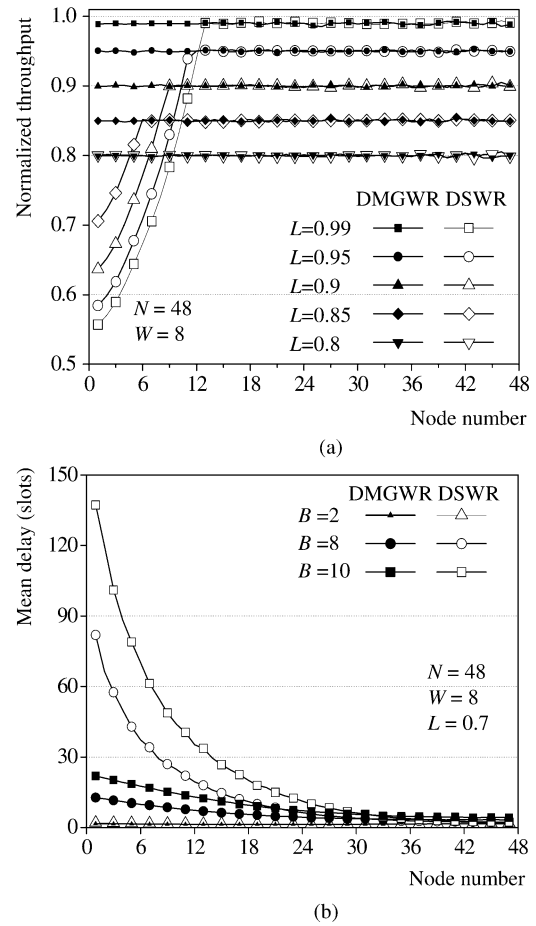 1.0
0.9
0.8
0.7
0.6
0.5
Normalized throughput
DMGWR DSWR
L=0.99
L=0.95
L=0.9
L=0.85
L=0.8
N = 48
W = 8
0 6 12 18 24 30 36 42 48
Node number
(a)
150
120
90
60
30
0
Mean delay (slots)
DMGWR DSWR
B =2
B =8
B =10
N = 48
W = 8
L = 0.7
0 6 12 18 24 30 36 42 48
Node number
(b)